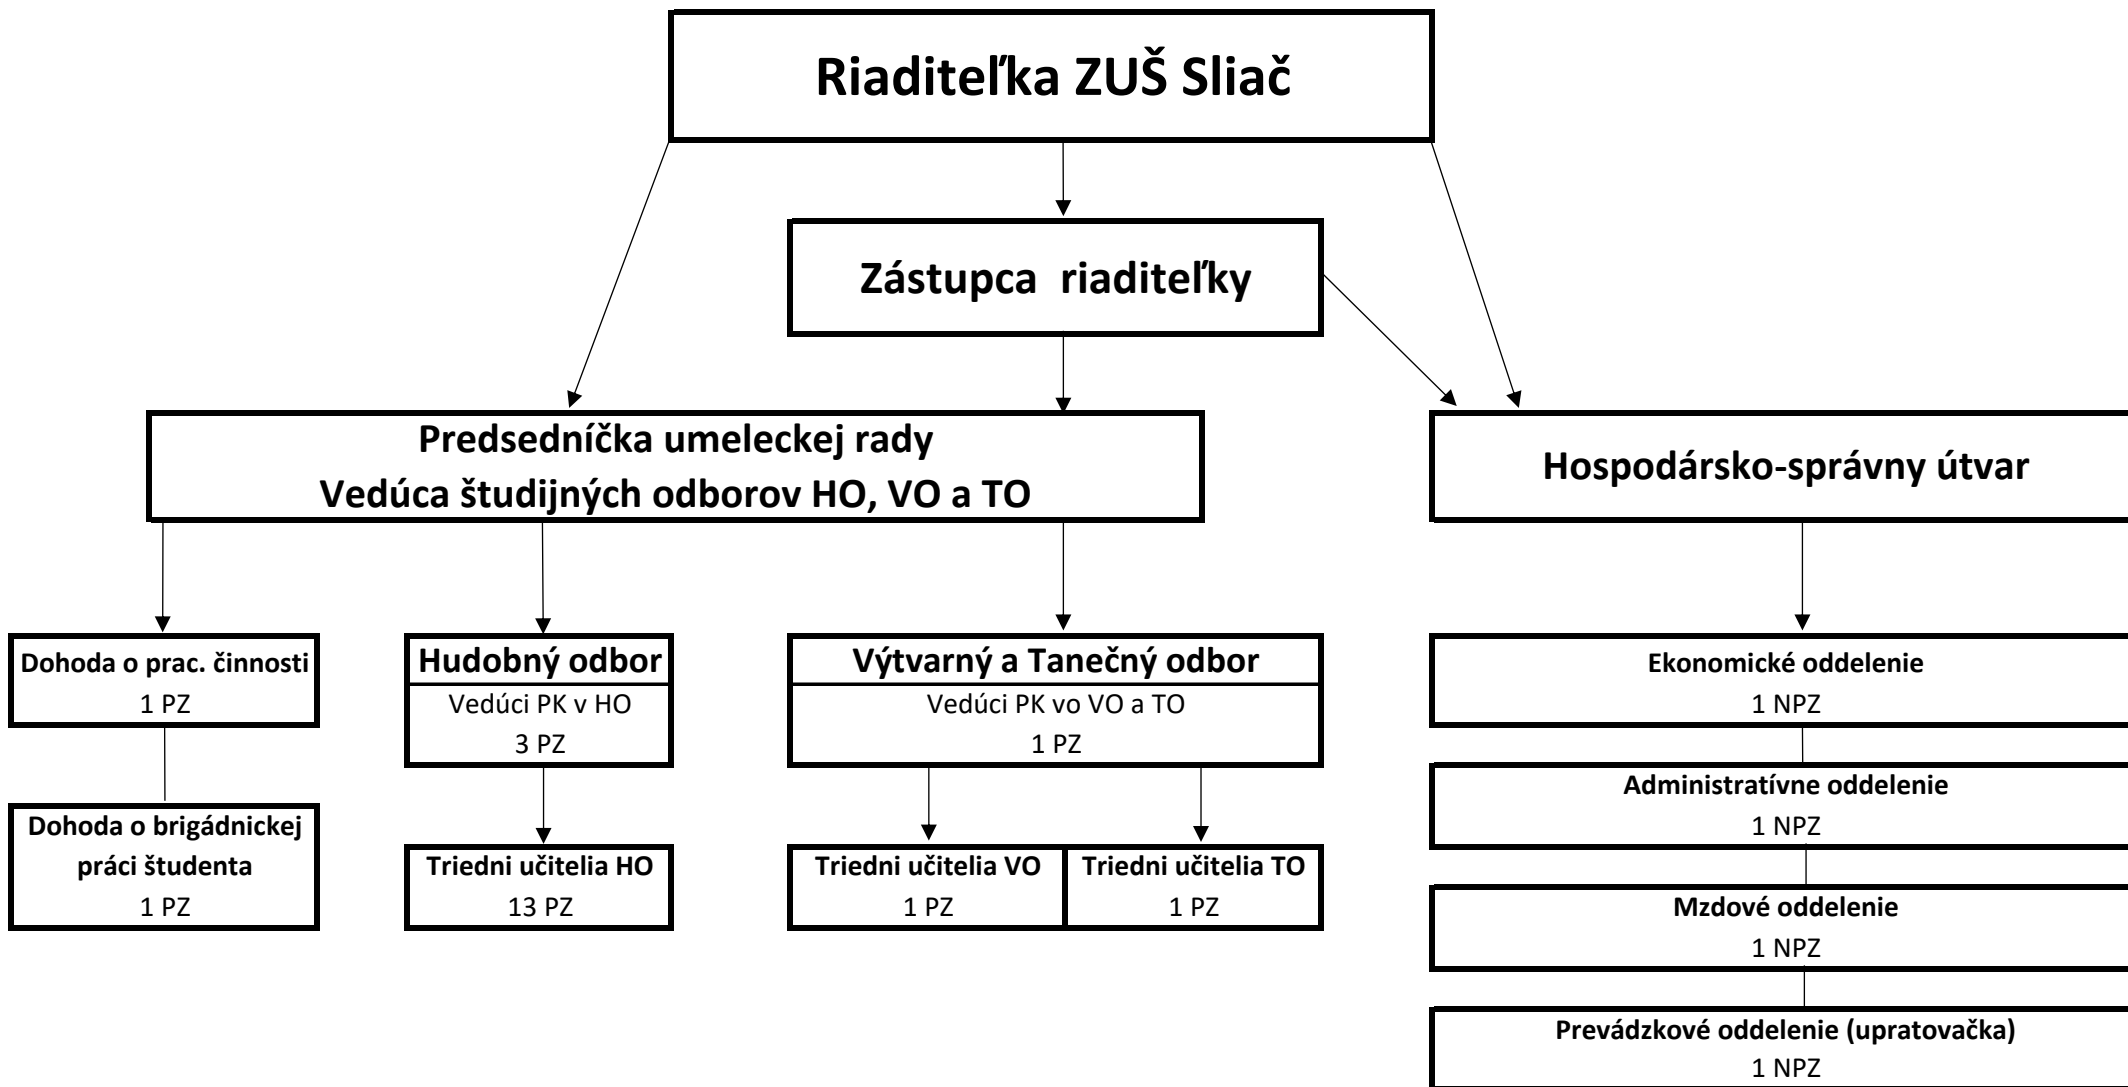 Riaditeľka ZUŠ Sliač
Zástupca  riaditeľky
Predsedníčka umeleckej rady
Vedúca študijných odborov HO, VO a TO
Hospodársko-správny útvar
Dohoda o prac. činnosti
1 PZ
Hudobný odbor
Vedúci PK v HO
3 PZ
Výtvarný a Tanečný odbor
Vedúci PK vo VO a TO
1 PZ
Ekonomické oddelenie
1 NPZ
Administratívne oddelenie
1 NPZ
Dohoda o brigádnickej
práci študenta
1 PZ
Triedni učitelia HO
13 PZ
Triedni učitelia VO
1 PZ
Triedni učitelia TO
1 PZ
Mzdové oddelenie
1 NPZ
Prevádzkové oddelenie (upratovačka)
1 NPZ